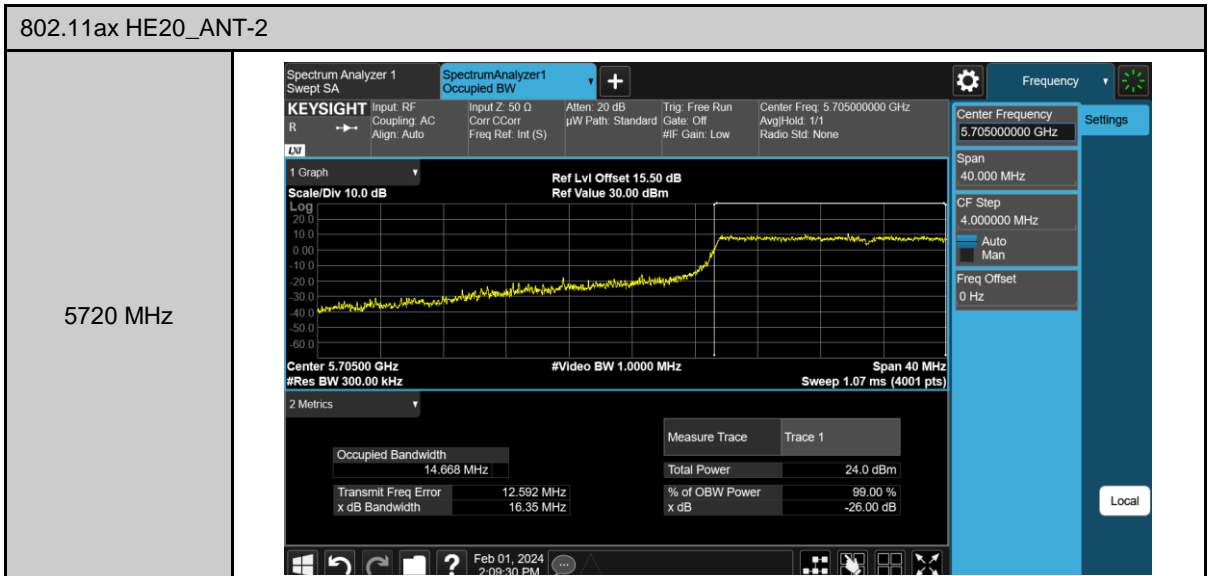 802.11ax HE20_ANT-2
5720 MHz
Spectrum Analyzer 1
Swept SA
SpectrumAnalyzer1
Occupied BW
Frequency
KEYSIGHT
R
LXI
Input: RF
Coupling: AC
Align: Auto
Input Z: 50 Ω
Corr CCorr
Freq Ref: Int (S)
Atten: 20 dB
µW Path: Standard
Trig: Free Run
Gate: Off
#IF Gain: Low
Center Freq: 5.705000000 GHz
Avg|Hold: 1/1
Radio Std: None
Center Frequency
5.705000000 GHz
Settings
Span
40.000 MHz
CF Step
4.000000 MHz
Auto
Man
Freq Offset
0 Hz
Local
1 Graph
Scale/Div 10.0 dB
Ref Lvl Offset 15.50 dB
Ref Value 30.00 dBm
Log
20.0
10.0
0.00
-10.0
-20.0
-30.0
-40.0
-50.0
-60.0
Center 5.70500 GHz
#Res BW 300.00 kHz
#Video BW 1.0000 MHz
Span 40 MHz
Sweep 1.07 ms (4001 pts)
2 Metrics
Measure Trace Trace 1
Occupied Bandwidth
14.668 MHz
Total Power 24.0 dBm
Transmit Freq Error 12.592 MHz
% of OBW Power 99.00 %
x dB Bandwidth 16.35 MHz
x dB -26.00 dB
Feb 01, 2024
2:09:30 PM